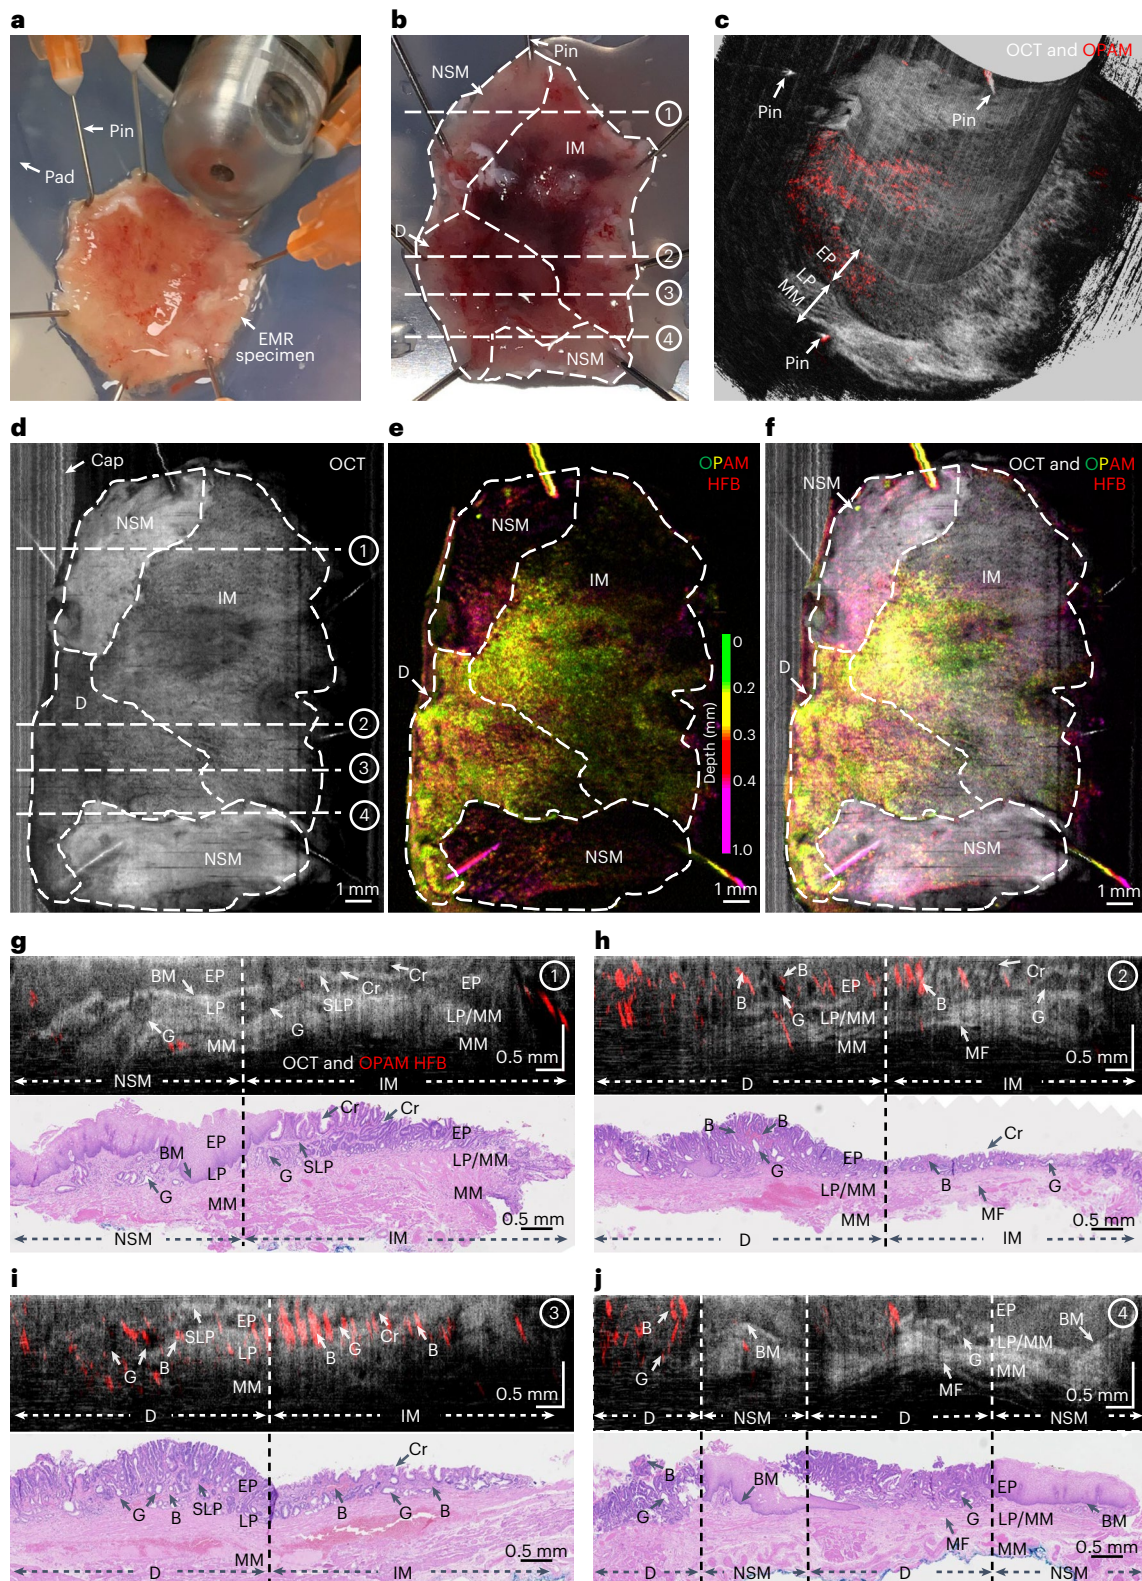 a
Pin
Pad
EMR
specimen
b
Pin
NSM
1
IM
D
2
3
4
NSM
c
OCT and OPAM
Pin
Pin
EP
LP
MM
Pin
d
Cap
OCT
NSM
1
IM
D
2
3
4
NSM
1 mm
e
OPAM
HFB
NSM
IM
D
0
0.2
0.3
0.4
1.0
Depth (mm)
NSM
1 mm
f
OCT and OPAM
HFB
NSM
IM
D
NSM
1 mm
g
BM
EP
Cr
1
Cr
SLP
LP
G
G
LP/MM
MM
MM
OCT and OPAM HFB
0.5 mm
NSM
IM
Cr
Cr
EP
EP
BM
SLP
LP
G
LP/MM
G
MM
MM
0.5 mm
NSM
IM
h
B
Cr
2
EP
B
B
G
G
LP/MM
MM
MF
0.5 mm
D
IM
B
B
Cr
EP
G
B
G
LP/MM
MF
MM
0.5 mm
D
IM
i
3
EP
Cr
SLP
LP
B
G
B
B
G
MM
0.5 mm
D
IM
Cr
EP
SLP
G
B
B
G
B
LP
MM
0.5 mm
D
IM
j
EP
BM
4
B
BM
LP/MM
G
G
MM
MF
0.5 mm
D
NSM
D
NSM
B
BM
EP
G
G
BM
LP/MM
MF
MM
0.5 mm
D
NSM
D
NSM